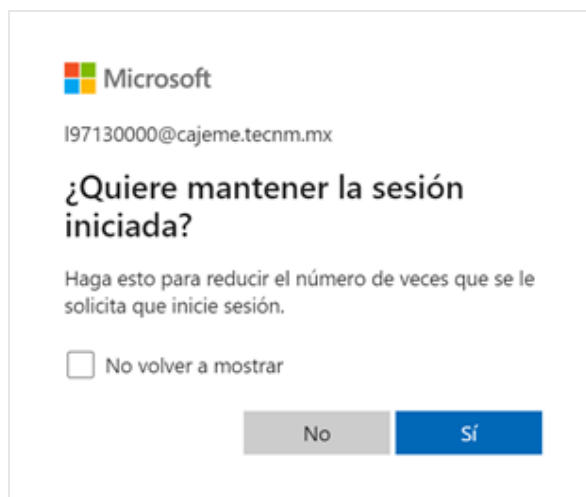 Microsoft
l97130000@cajeme.tecnm.mx
¿Quiere mantener la sesión
iniciada?
Haga esto para reducir el número de veces que se le
solicita que inicie sesión.
No volver a mostrar
No
Sí